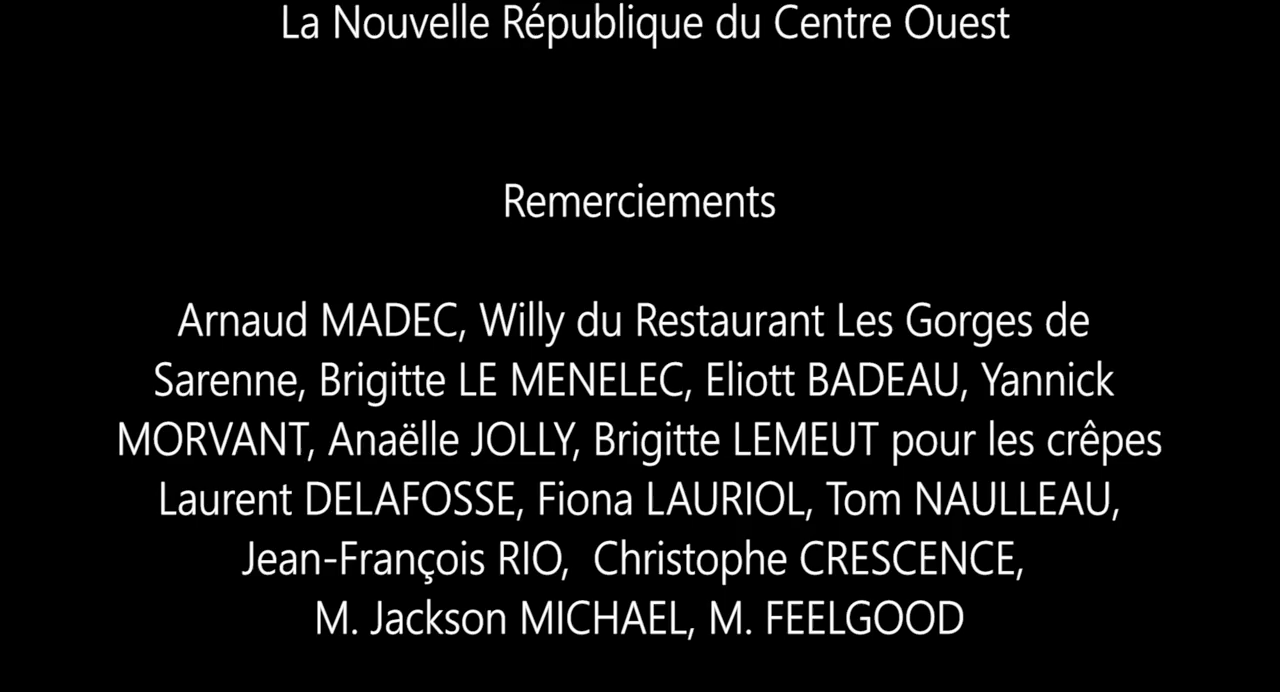 La Nouvelle République du Centre Ouest
Remerciements
Arnaud MADEC, Willy du Restaurant Les Gorges de
Sarenne, Brigitte LE MENELEC, Eliott BADEAU, Yannick
MORVANT, Anaëlle JOLLY, Brigitte LEMEUT pour les crêpes
Laurent DELAFOSSE, Fiona LAURIOL, Tom NAULLEAU,
Jean-François RIO,  Christophe CRESCENCE,
M. Jackson MICHAEL, M. FEELGOOD